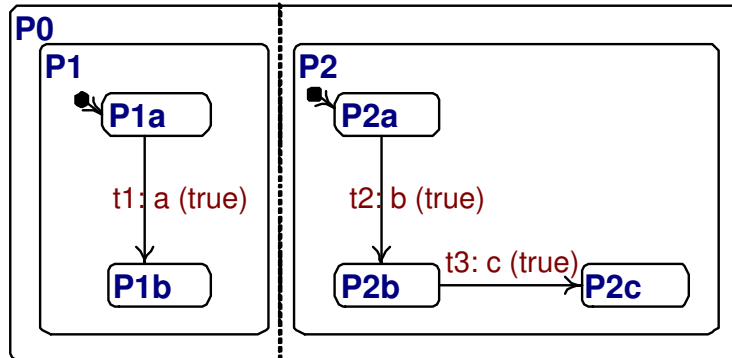 P0
P1
P2
P1a
P2a
t1: a (true)
t2: b (true)
t3: c (true)
P1b
P2b
P2c